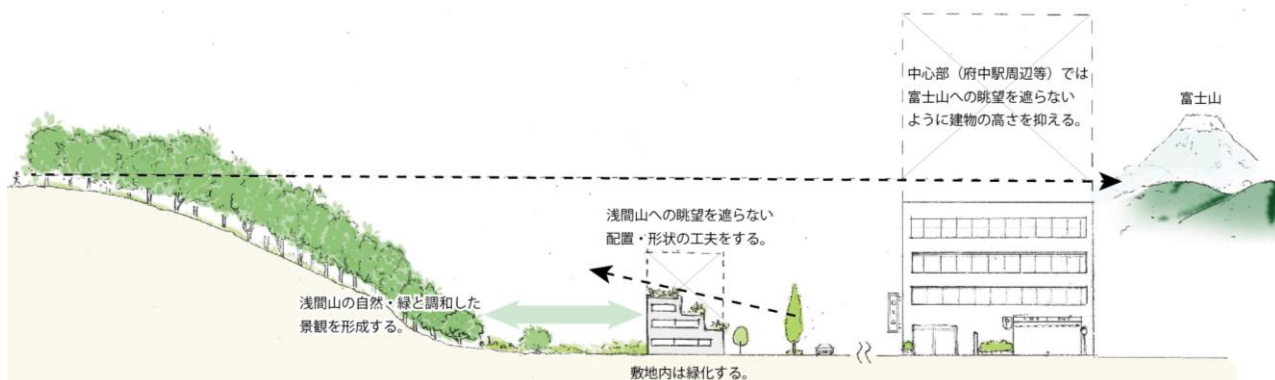 中心部（府中駅周辺等）では
富士山への眺望を遮らない
ように建物の高さを抑える。
富士山
浅間山への眺望を遮らない
配置・形状の工夫をする。
浅間山の自然・緑と調和した
景観を形成する。
敷地内は緑化する。